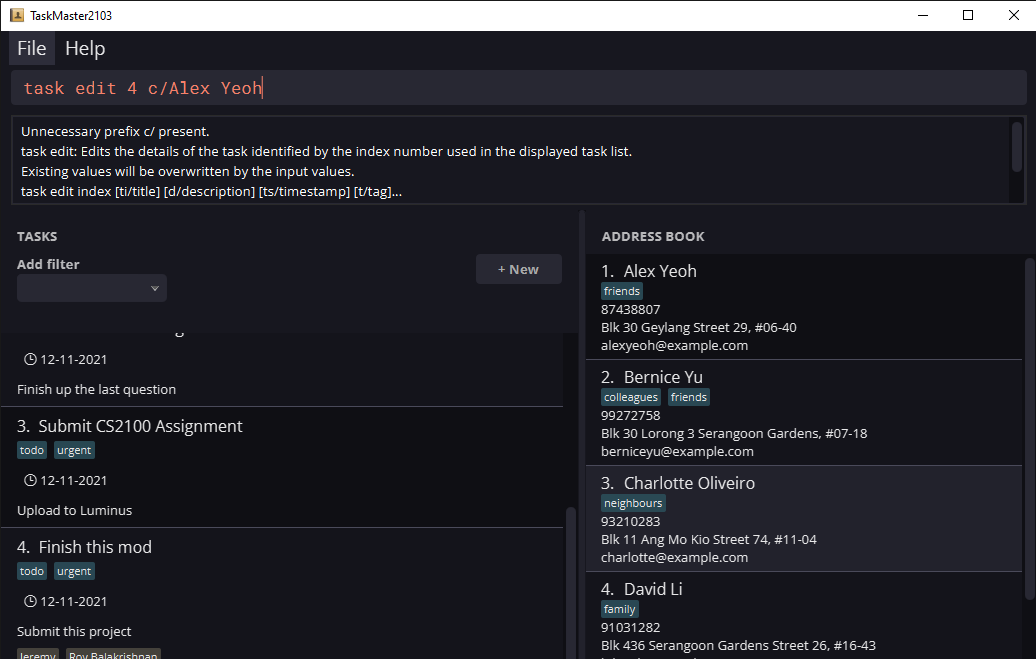 TaskMaster2103
File Help
task edit 4 c/Alex Yeoh
Unnecessary prefix c/ present.
task edit: Edits the details of the task identified by the index number used in the displayed task list.
Existing values will be overwritten by the input values.
task edit index [ti/title] [d/description] [ts/timestamp] [t/tag]...
TASKS
Add filter
+ New
12-11-2021
Finish up the last question
3. Submit CS2100 Assignment
todo urgent
12-11-2021
Upload to Luminus
4. Finish this mod
todo urgent
12-11-2021
Submit this project
Jeremy Roy Balakrishnan
ADDRESS BOOK
1. Alex Yeoh
friends
87438807
Blk 30 Geylang Street 29, #06-40
alexyeoh@example.com
2. Bernice Yu
colleagues friends
99272758
Blk 30 Lorong 3 Serangoon Gardens, #07-18
berniceyu@example.com
3. Charlotte Oliveiro
neighbours
93210283
Blk 11 Ang Mo Kio Street 74, #11-04
charlotte@example.com
4. David Li
family
91031282
Blk 436 Serangoon Gardens Street 26, #16-43